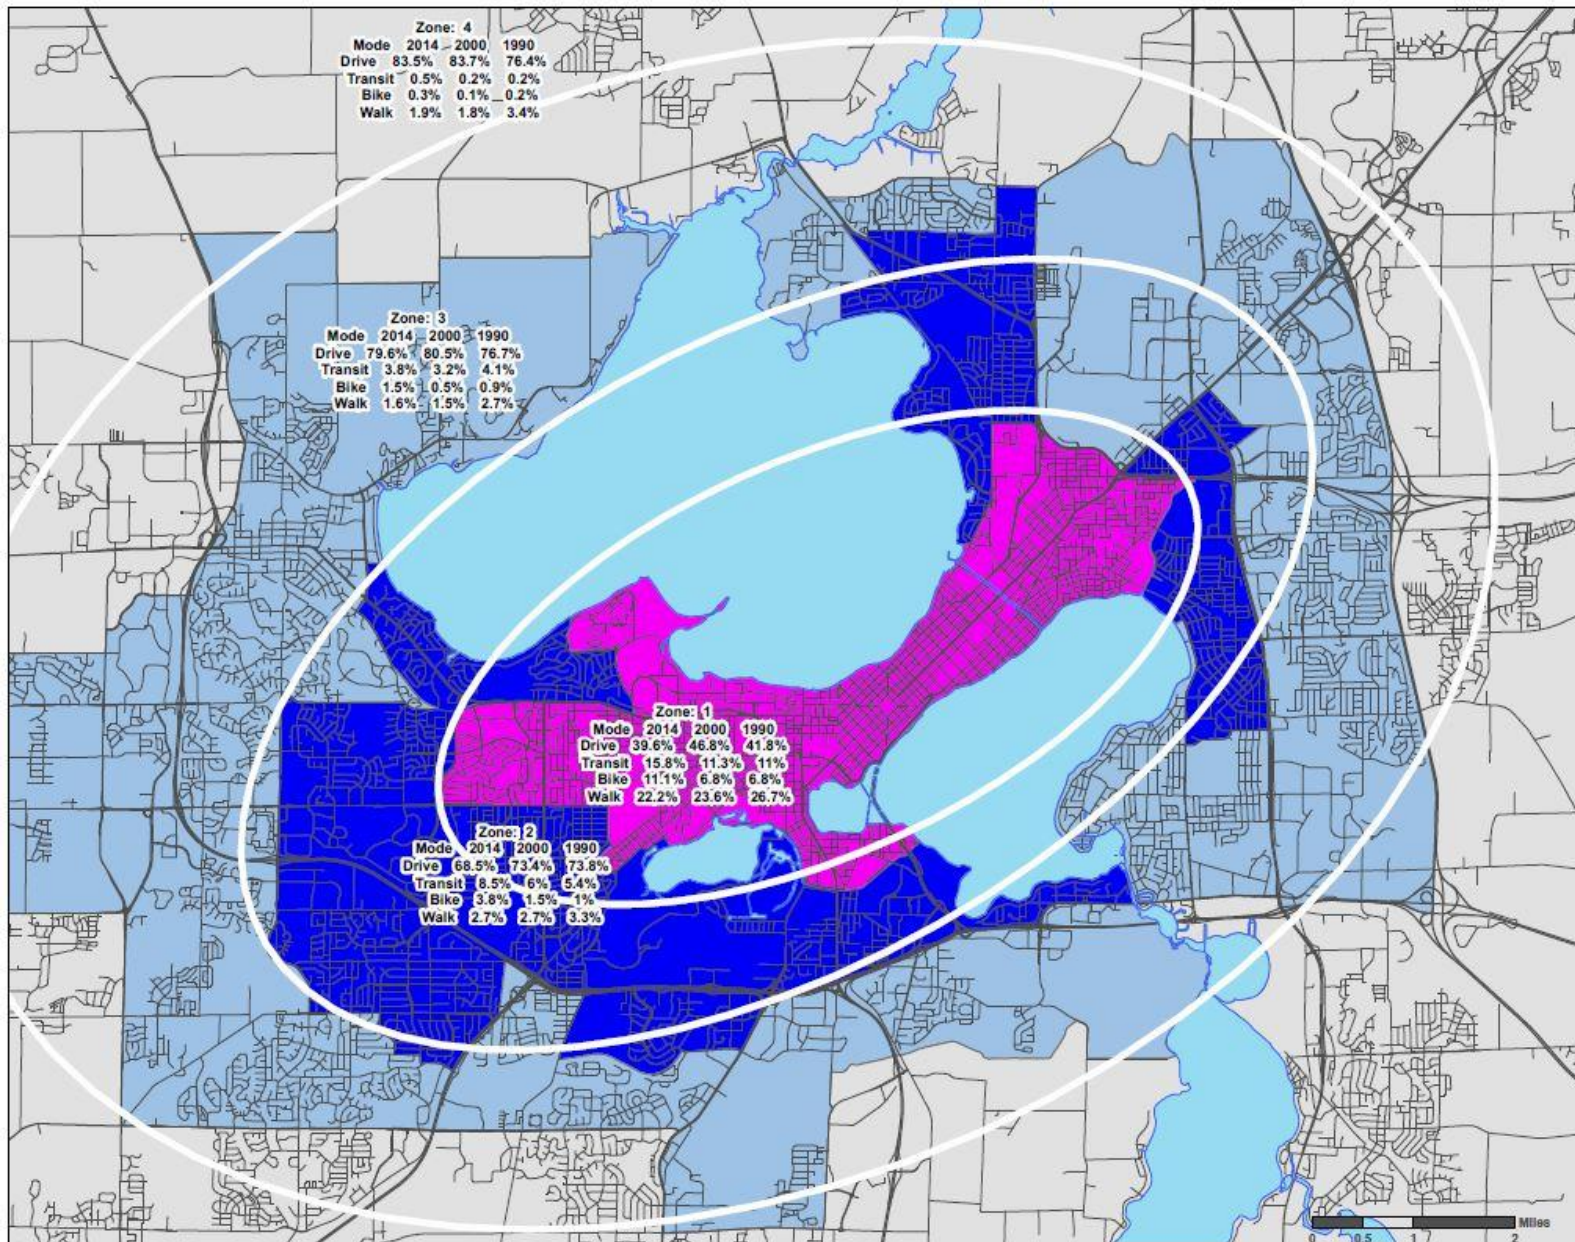 Zone: 4
Mode 2014 2000 1990
Drive 83.5% 83.7% 76.4%
Transit 0.5% 0.2% 0.2%
Bike 0.3% 0.1% 0.2%
Walk 1.9% 1.8% 3.4%
Zone: 3
Mode 2014 2000 1990
Drive 79.6% 80.5% 76.7%
Transit 3.8% 3.2% 4.1%
Bike 1.5% 0.5% 0.9%
Walk 1.6% 1.5% 2.7%
Zone: 1
Mode 2014 2000 1990
Drive 39.6% 46.8% 41.8%
Transit 15.8% 11.3% 11%
Bike 11.1% 6.8% 6.8%
Walk 22.2% 23.6% 26.7%
Zone: 2
Mode 2014 2000 1990
Drive 68.5% 73.4% 73.8%
Transit 8.5% 6% 5.4%
Bike 3.8% 1.5% 1%
Walk 2.7% 2.7% 3.3%
Miles
0 0.5 1 2